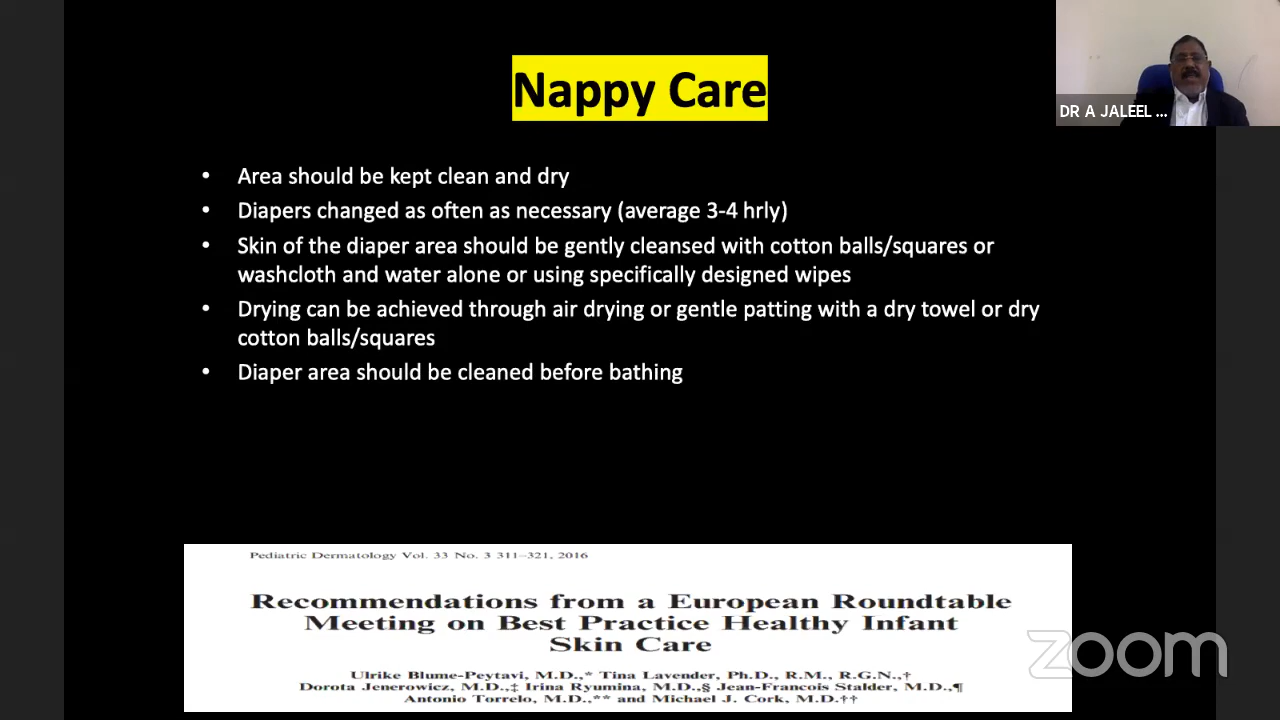 Nappy Care
DR A JALEEL ...
• Area should be kept clean and dry
• Diapers changed as often as necessary (average 3-4 hrly)
• Skin of the diaper area should be gently cleansed with cotton balls/squares or
washcloth and water alone or using specifically designed wipes
• Drying can be achieved through air drying or gentle patting with a dry towel or dry
cotton balls/squares
• Diaper area should be cleaned before bathing
Pediatric Dermatology Vol. 33 No. 3 311–321, 2016
Recommendations from a European Roundtable
Meeting on Best Practice Healthy Infant
Skin Care
Ulrike Blume-Peytavi, M.D.,* Tina Lavender, Ph.D., R.M., R.G.N.,†
Dorota Jenerowicz, M.D.,‡ Irina Ryumina, M.D.,§ Jean-Francois Stalder, M.D.,¶
Antonio Torrelo, M.D.,** and Michael J. Cork, M.D.††
zoom